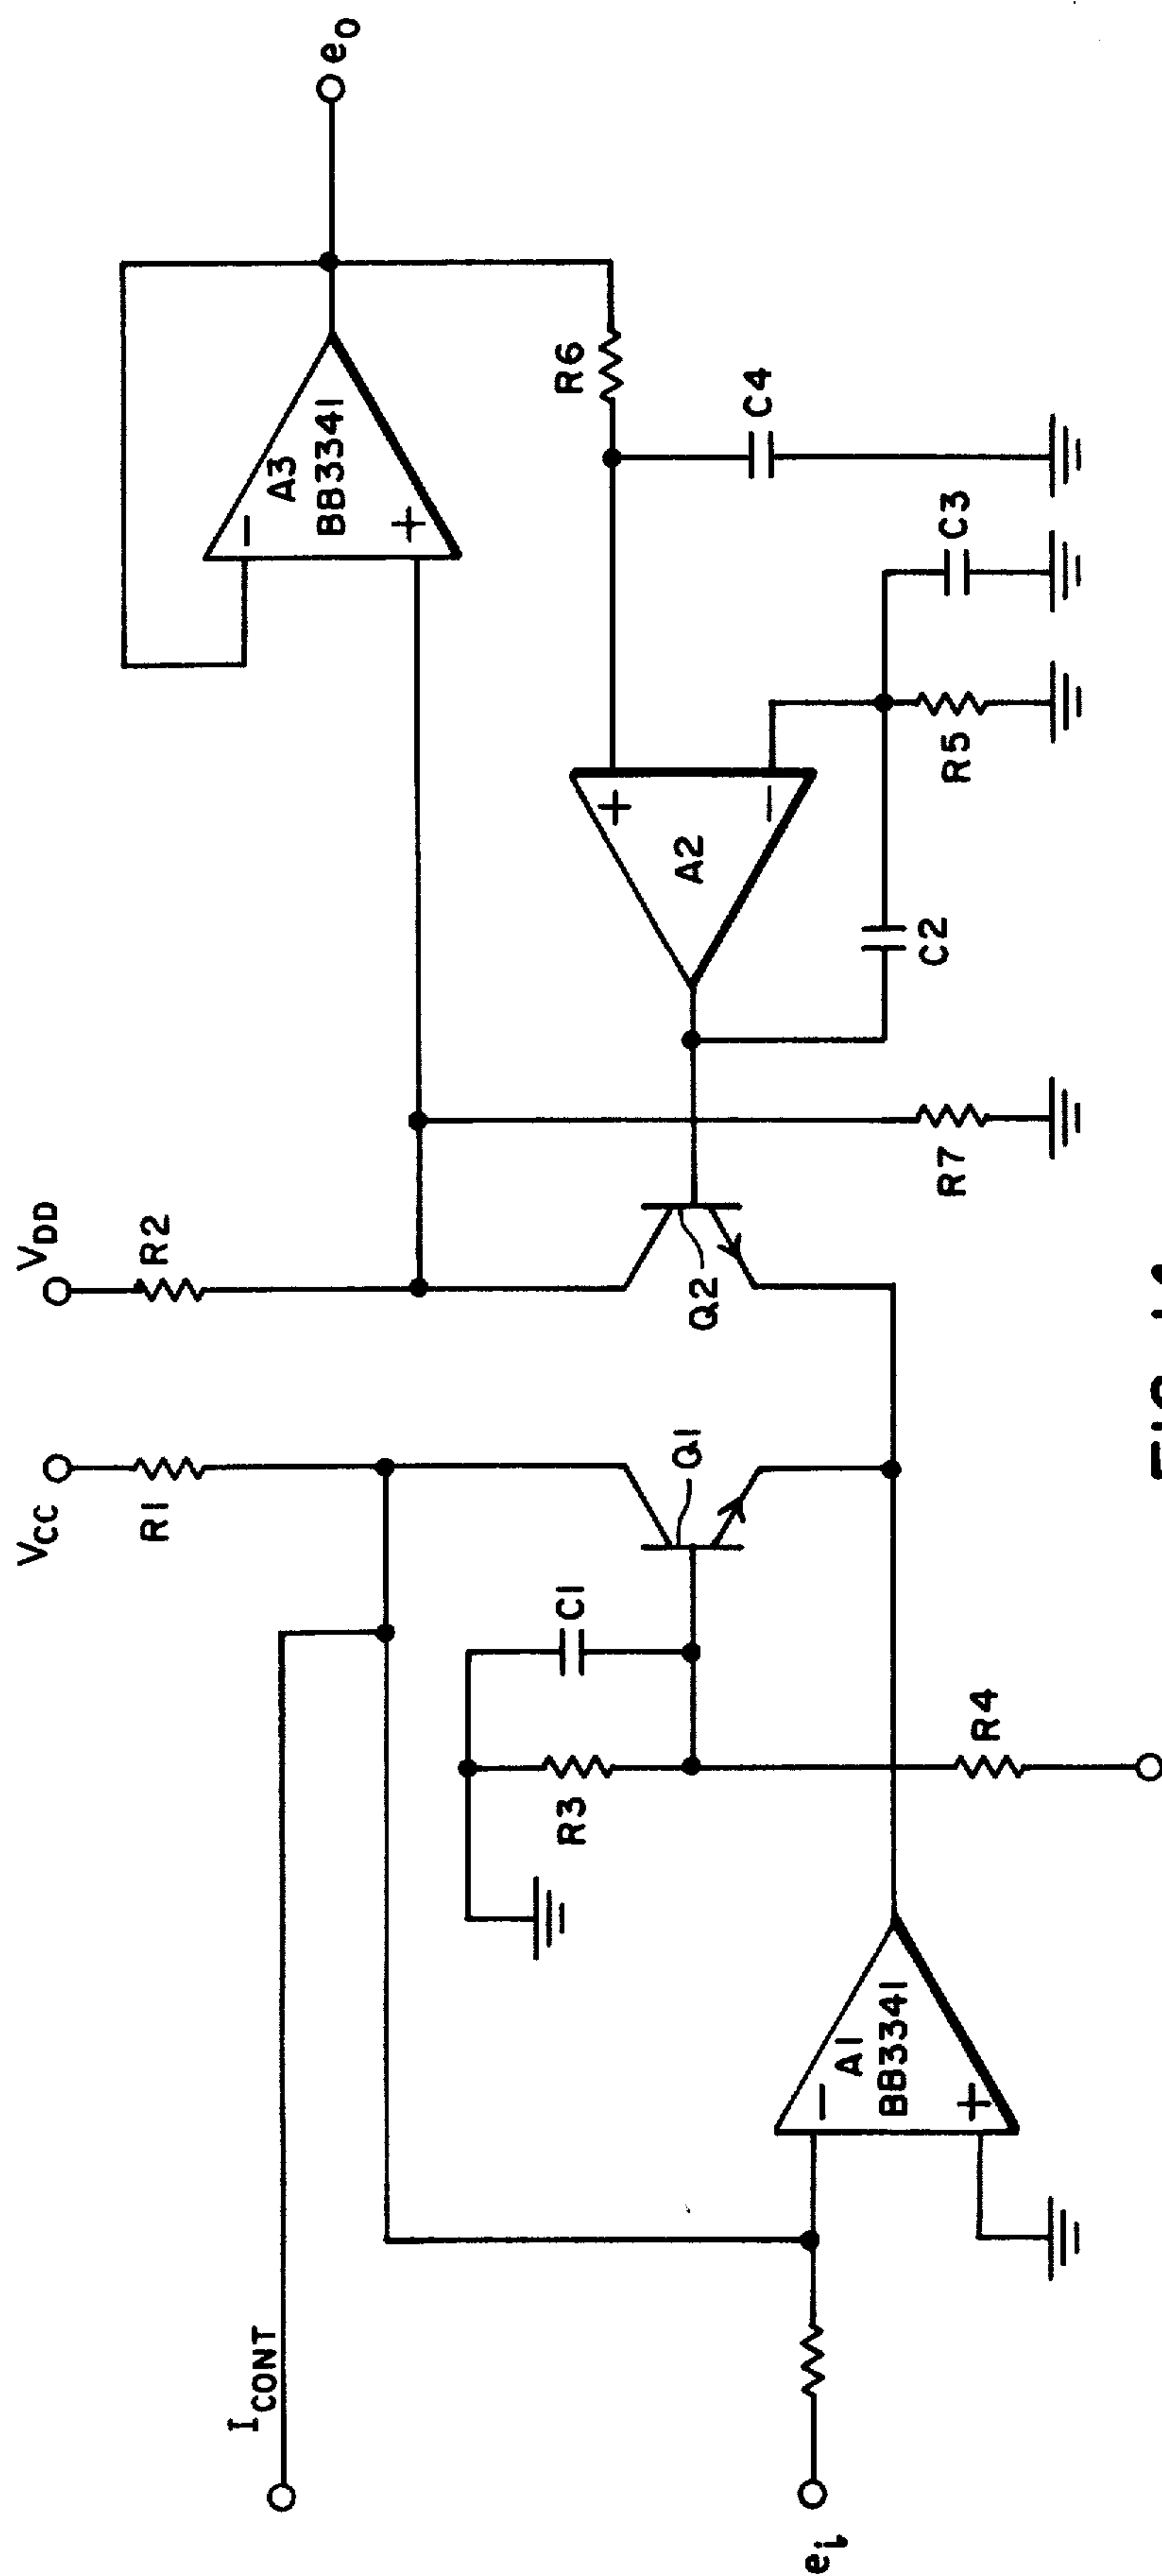 VCC
VDD
R1
R2
ICONT
A3
BB3341
−
+
eo
R3
C1
Q1
Q2
R6
+
A2
−
C4
A1
BB3341
−
+
R4
R7
C2
R5
C3
ei